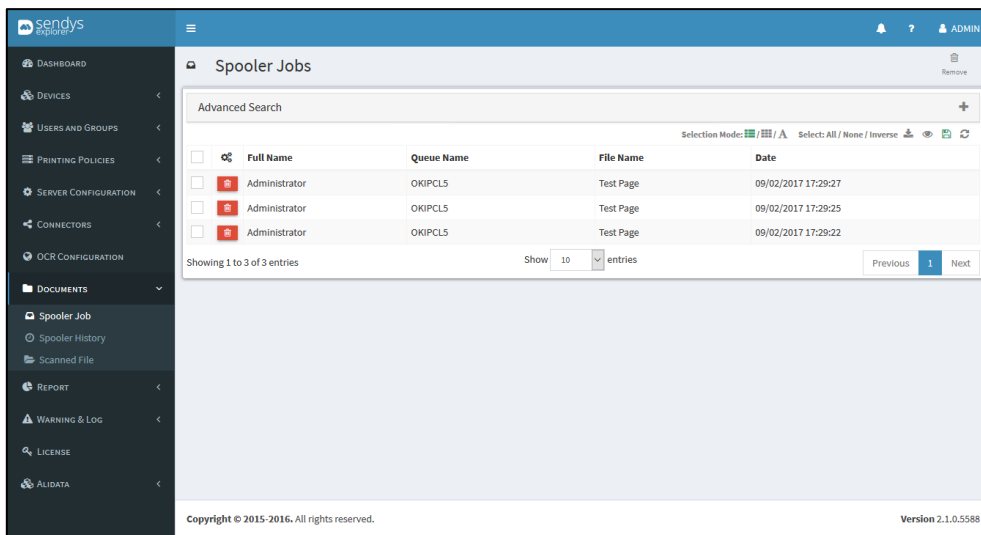 sendys
explorer
ADMIN
DASHBOARD
Spooler Jobs
Remove
DEVICES
Advanced Search
USERS AND GROUPS
Selection Mode: / / A Select: All / None / Inverse
PRINTING POLICIES
Full Name Queue Name File Name Date
SERVER CONFIGURATION
Administrator OKIPCL5 Test Page 09/02/2017 17:29:27
Administrator OKIPCL5 Test Page 09/02/2017 17:29:25
CONNECTORS
Administrator OKIPCL5 Test Page 09/02/2017 17:29:22
OCR CONFIGURATION
Showing 1 to 3 of 3 entries Show 10 entries Previous 1 Next
DOCUMENTS
Spooler Job
Spooler History
Scanned File
REPORT
WARNING & LOG
LICENSE
ALIDATA
Copyright © 2015-2016. All rights reserved. Version 2.1.0.5588